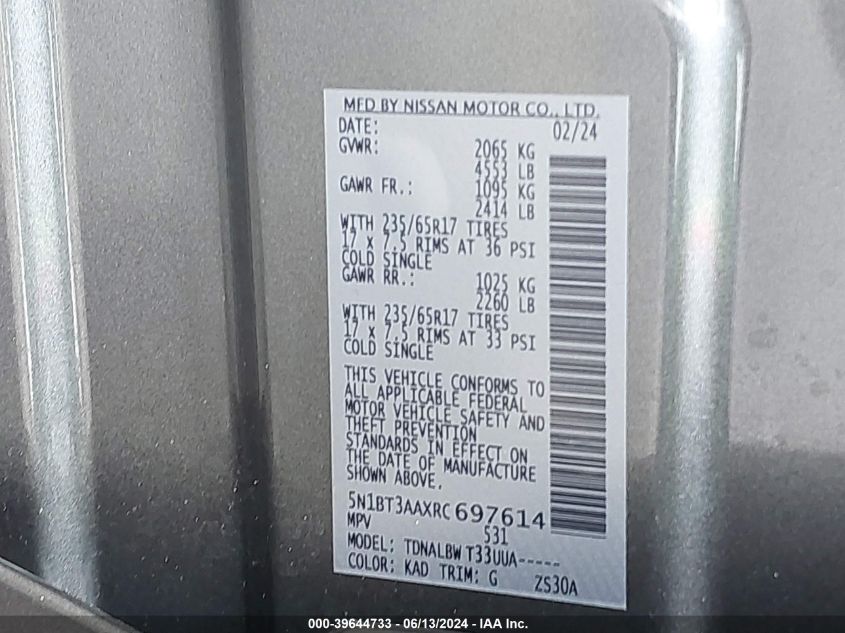 MFD BY NISSAN MOTOR CO., LTD.
DATE: 02/24
GVWR: 2065 KG
4553 LB
GAWR FR.: 1095 KG
2414 LB
WITH 235/65R17 TIRES
17 x 7.5 RIMS AT 36 PSI
COLD SINGLE
GAWR RR.: 1025 KG
2260 LB
WITH 235/65R17 TIRES
17 x 7.5 RIMS AT 33 PSI
COLD SINGLE
THIS VEHICLE CONFORMS TO
ALL APPLICABLE FEDERAL
MOTOR VEHICLE SAFETY AND
THEFT PREVENTION
STANDARDS IN EFFECT ON
THE DATE OF MANUFACTURE
SHOWN ABOVE.
5N1BT3AAXRC697614
MPV 531
MODEL: TDNALBW T33UUA-----
COLOR: KAD TRIM: G ZS30A
000-39644733 - 06/13/2024 - IAA Inc.